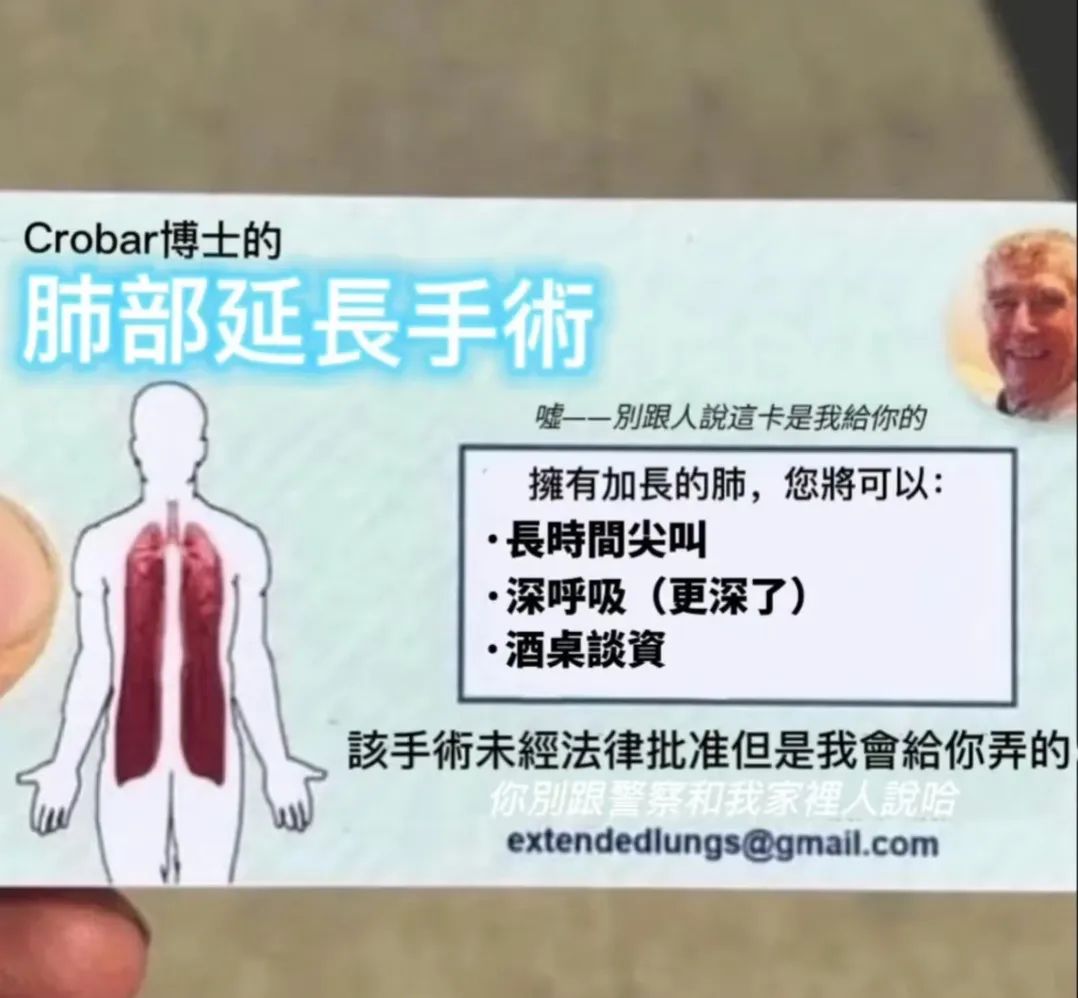 Crobar博士的
肺部延長手術
噓——別跟人說這卡是我給你的
擁有加長的肺，您將可以：
·長時間尖叫
·深呼吸（更深了）
·酒桌談資
該手術未經法律批准但是我會給你弄的！
你別跟警察和我家裡人說哈
extendedlungs@gmail.com